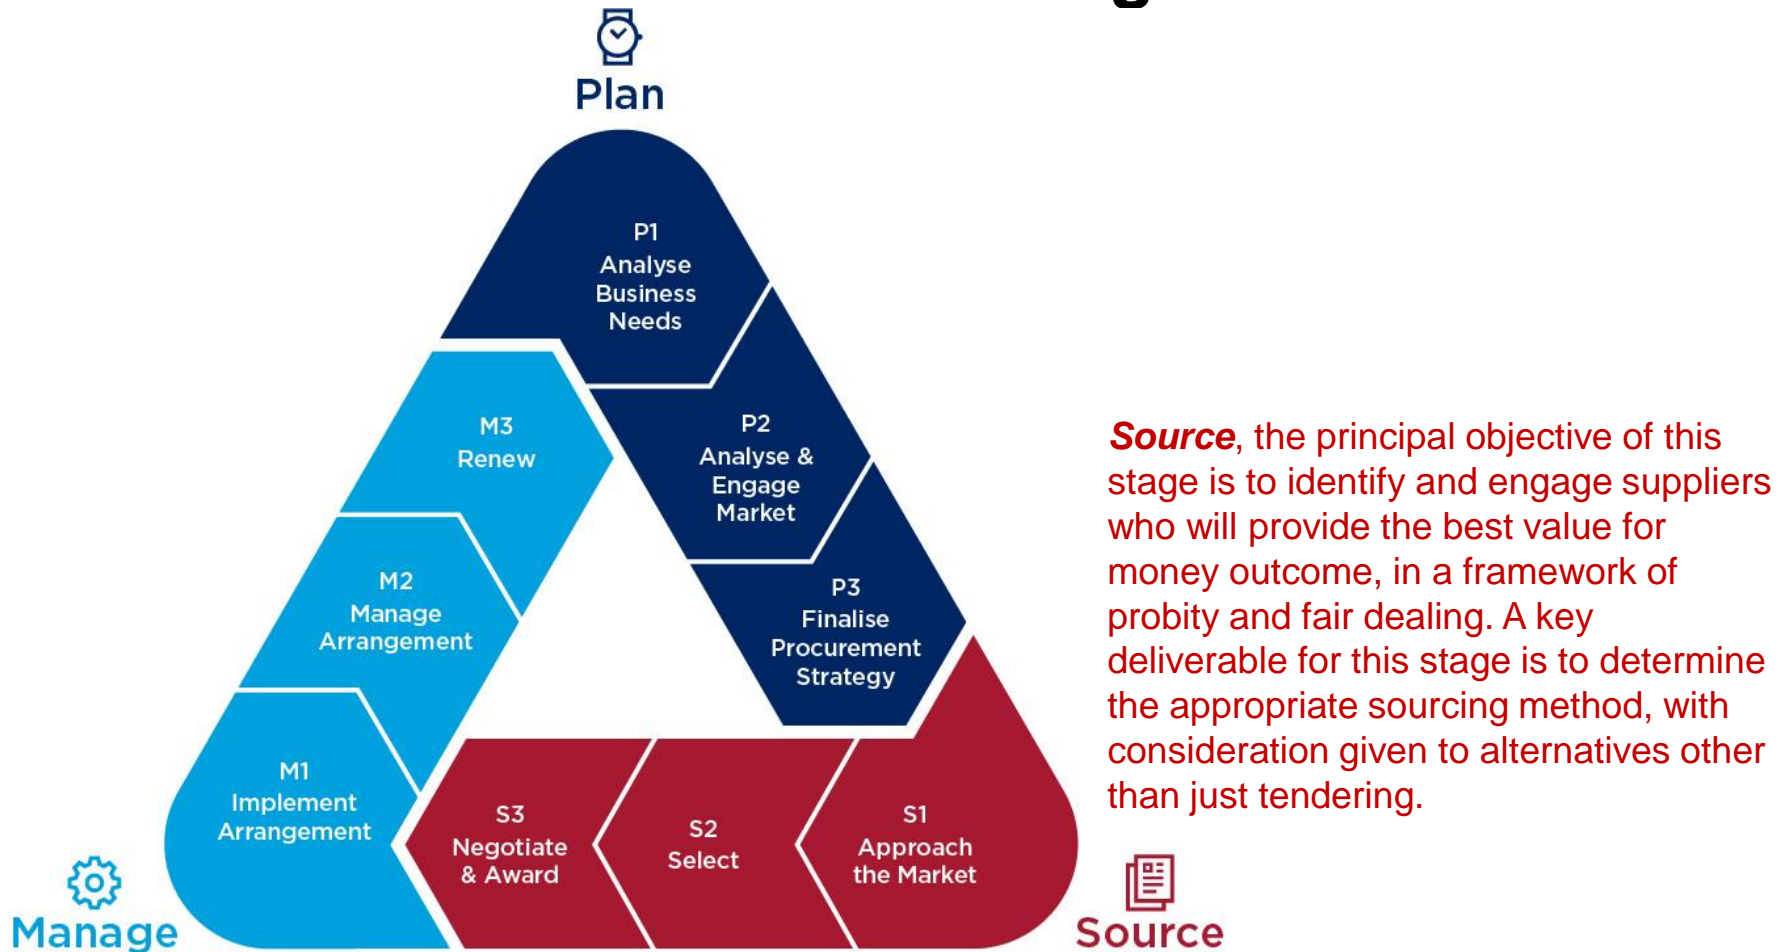 Plan
P1
Analyse
Business
Needs
P2
Analyse &
Engage
Market
P3
Finalise
Procurement
Strategy
S1
Approach
the Market
S2
Select
S3
Negotiate
& Award
M1
Implement
Arrangement
M2
Manage
Arrangement
M3
Renew
Manage
Source
Source, the principal objective of this
stage is to identify and engage suppliers
who will provide the best value for
money outcome, in a framework of
probity and fair dealing. A key
deliverable for this stage is to determine
the appropriate sourcing method, with
consideration given to alternatives other
than just tendering.